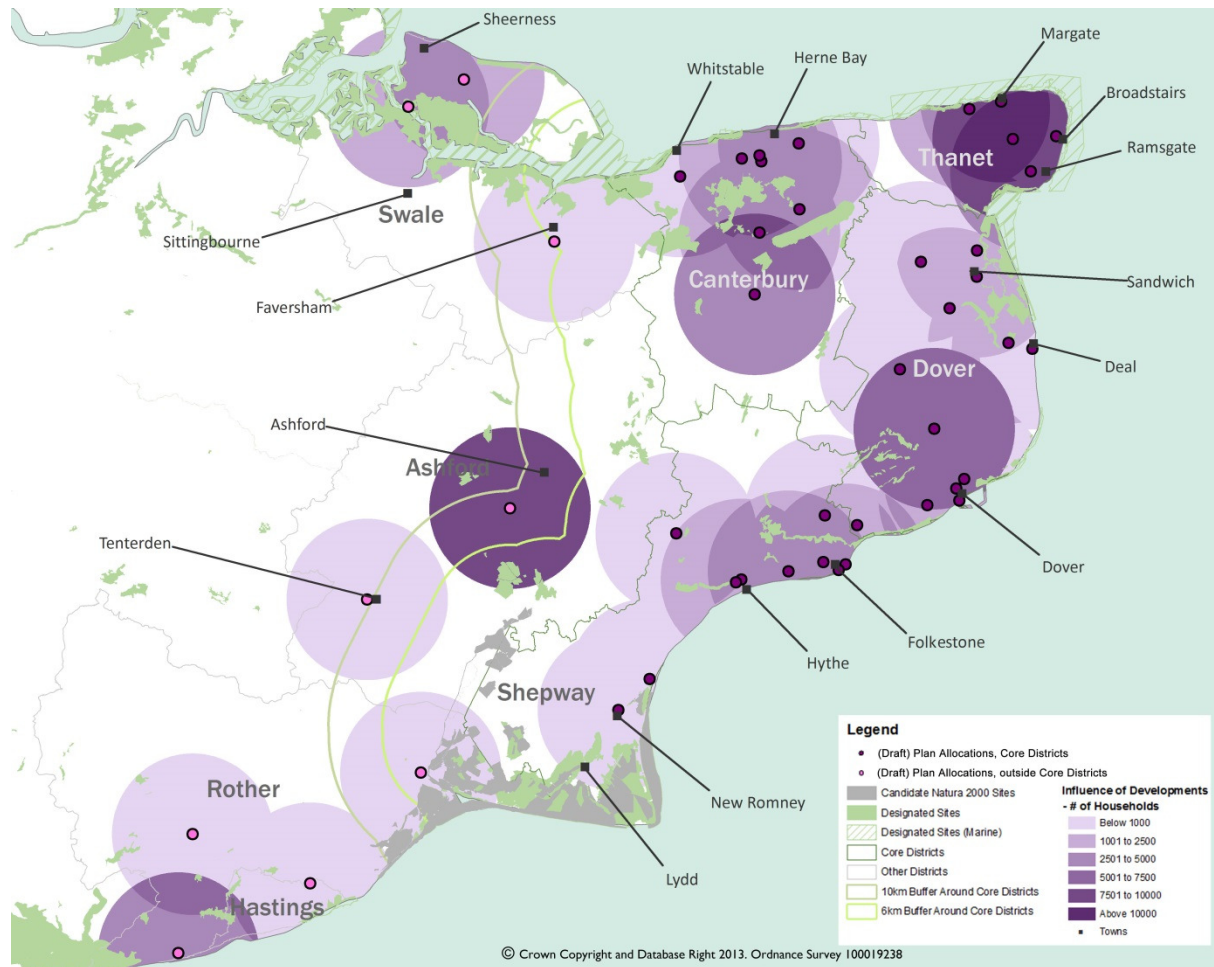 Sheerness
Margate
Whitstable
Herne Bay
Broadstairs
Thanet
Ramsgate
Swale
Sittingbourne
Canterbury
Sandwich
Faversham
Deal
Dover
Ashford
Ashford
Tenterden
Dover
Folkestone
Hythe
Shepway
New Romney
Rother
Lydd
Hastings
Legend
(Draft) Plan Allocations, Core Districts
(Draft) Plan Allocations, outside Core Districts
Candidate Natura 2000 Sites
Designated Sites
Designated Sites (Marine)
Core Districts
Other Districts
10km Buffer Around Core Districts
6km Buffer Around Core Districts
Influence of Developments
- # of Households
Below 1000
1001 to 2500
2501 to 5000
5001 to 7500
7501 to 10000
Above 10000
Towns
© Crown Copyright and Database Right 2013. Ordnance Survey 100019238